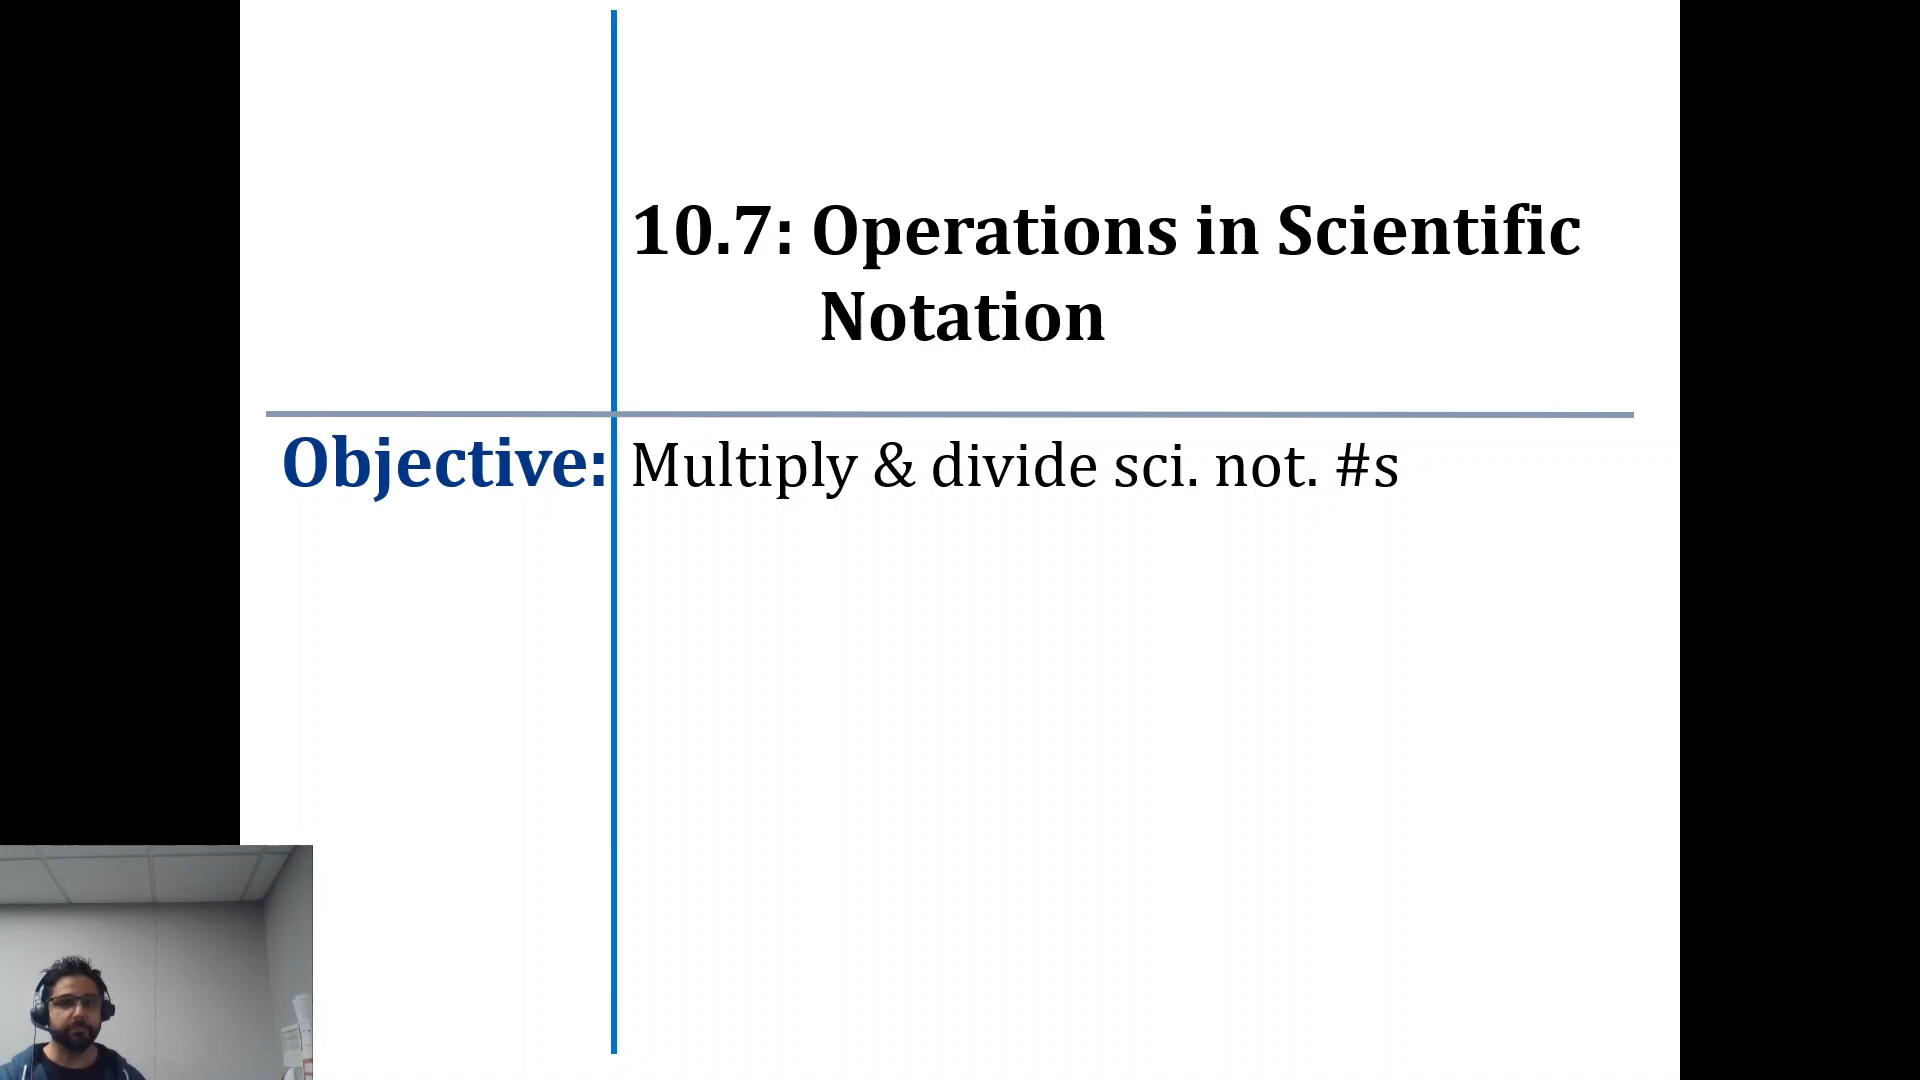 10.7: Operations in Scientific
Notation
Objective: Multiply & divide sci. not. #s